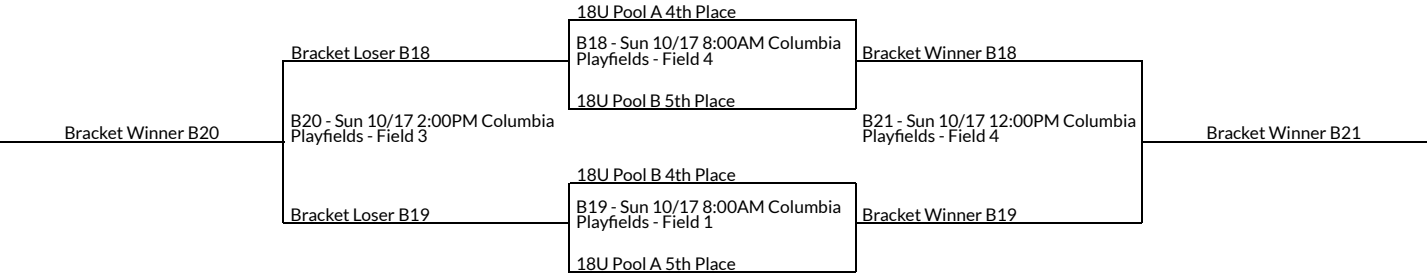 18U Pool A 4th Place
B18 - Sun 10/17 8:00AM Columbia
Playfields - Field 4
18U Pool B 5th Place
Bracket Loser B18
Bracket Winner B18
B20 - Sun 10/17 2:00PM Columbia
Playfields - Field 3
Bracket Winner B20
B21 - Sun 10/17 12:00PM Columbia
Playfields - Field 4
Bracket Winner B21
18U Pool B 4th Place
B19 - Sun 10/17 8:00AM Columbia
Playfields - Field 1
18U Pool A 5th Place
Bracket Loser B19
Bracket Winner B19